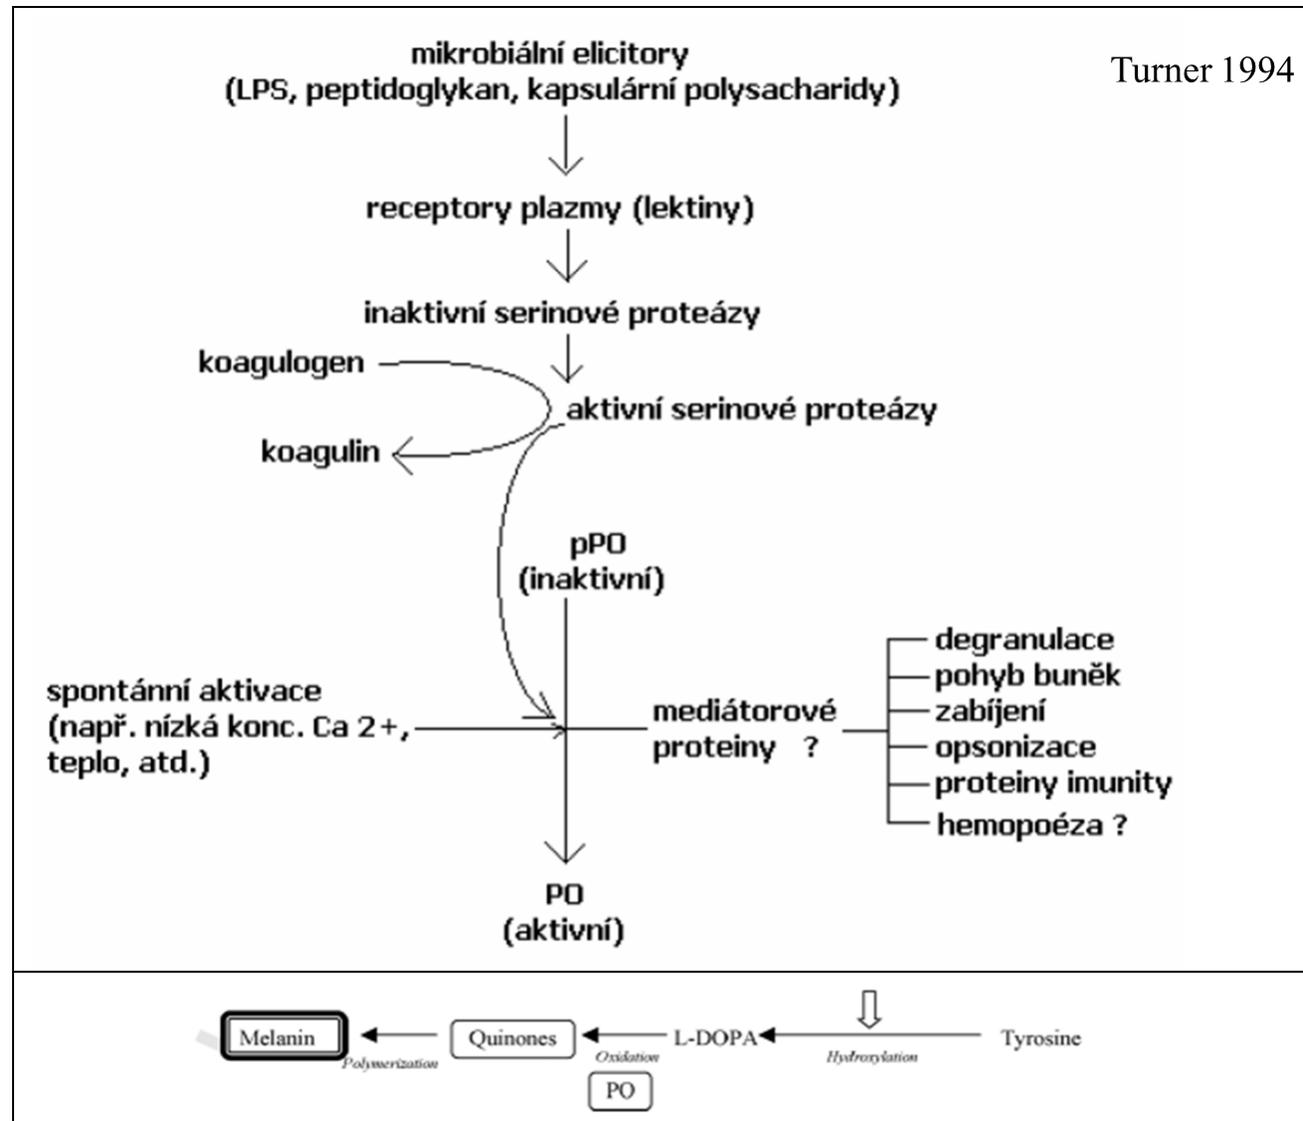 mikrobiální elicitory
(LPS, peptidoglykan, kapsulární polysacharidy)
Turner 1994
receptory plazmy (lektiny)
inaktivní serinové proteázy
koagulogen
aktivní serinové proteázy
koagulin
pPO
(inaktivní)
spontánní aktivace
(např. nízká konc. Ca 2+,
teplo, atd.)
mediátorové
proteiny ?
degranulace
pohyb buněk
zabíjení
opsonizace
proteiny imunity
hemopoéza ?
PO
(aktivní)
Melanin
Polymerization
Quinones
Oxidation
PO
L-DOPA
Hydroxylation
Tyrosine